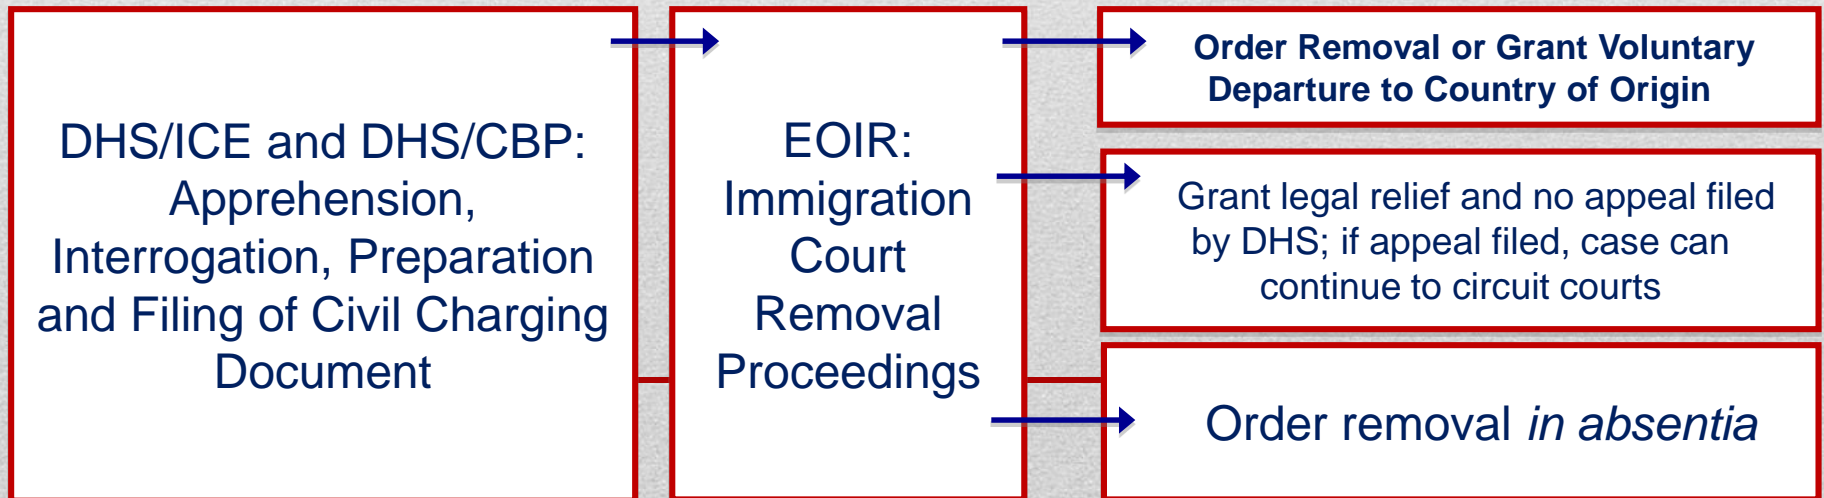 DHS/ICE and DHS/CBP:
Apprehension,
Interrogation, Preparation
and Filing of Civil Charging
Document
EOIR:
Immigration
Court
Removal
Proceedings
Order Removal or Grant Voluntary
Departure to Country of Origin
Grant legal relief and no appeal filed
by DHS; if appeal filed, case can
continue to circuit courts
Order removal in absentia